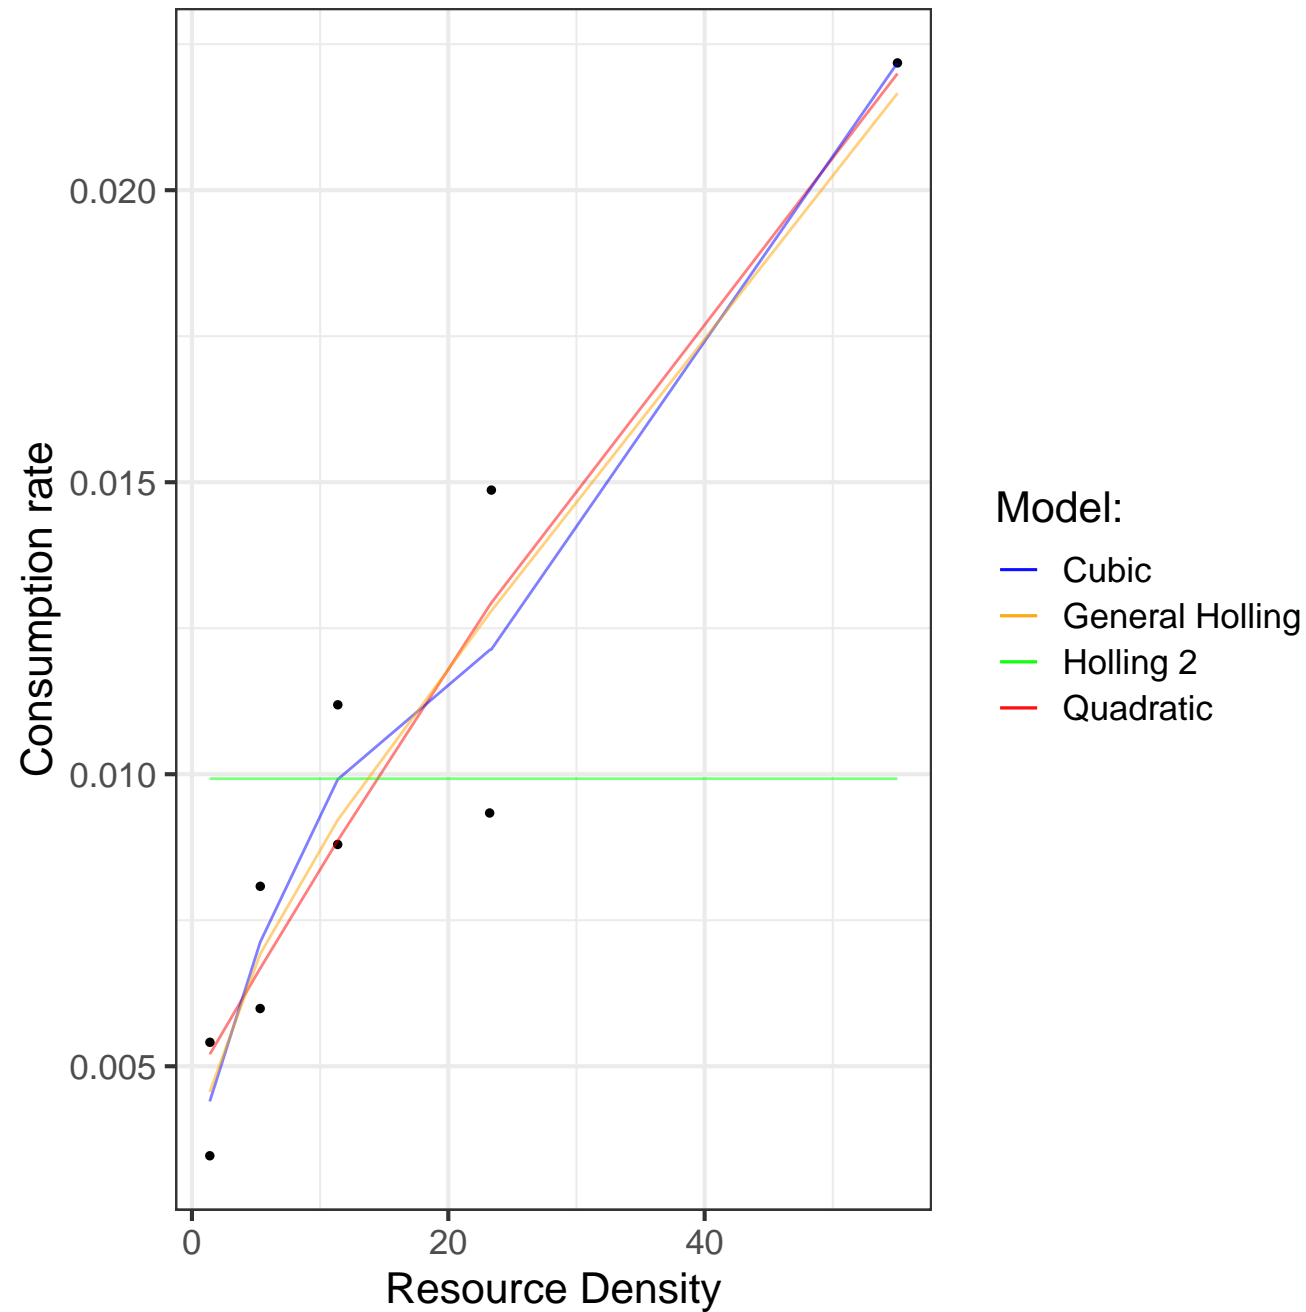 0.020
0.015
0.010
0.005
Consumption rate
0
20
40
Resource Density
Model:
Cubic
General Holling
Holling 2
Quadratic